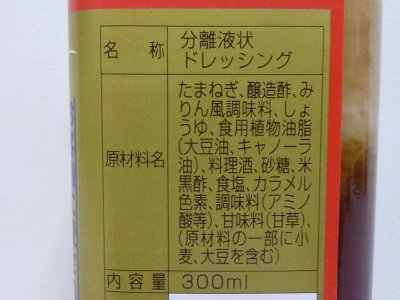 名称
分離液状
ドレッシング
原材料名
たまねぎ、醸造酢、み
りん風調味料、しょ
うゆ、食用植物油脂
(大豆油、キャノーラ
油)、料理酒、砂糖、米
黒酢、食塩、カラメル
色素、調味料(アミノ
酸等)、甘味料(甘草)、
(原材料の一部に小
麦、大豆を含む)
内容量
300ml